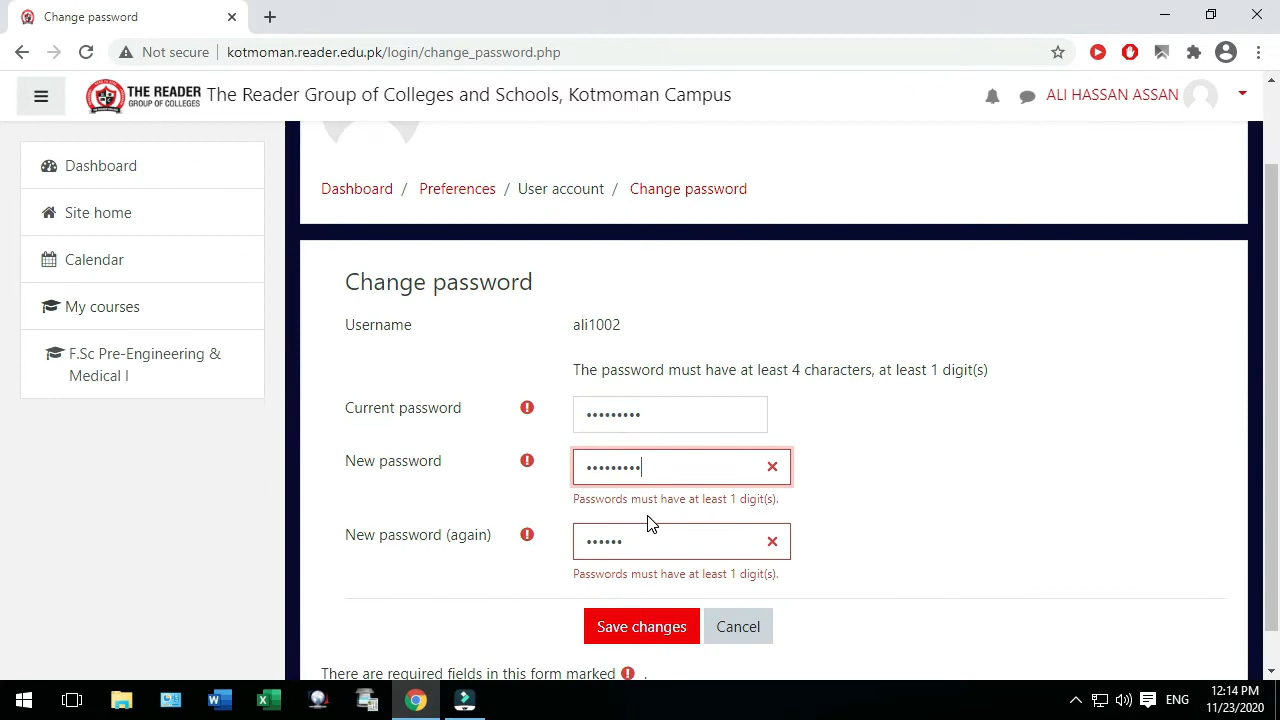 Change password
Not secure
kotmoman.reader.edu.pk/login/change_password.php
THE READER
GROUP OF COLLEGES
The Reader Group of Colleges and Schools, Kotmoman Campus
ALI HASSAN ASSAN
Dashboard
Site home
Calendar
My courses
F.Sc Pre-Engineering &
Medical I
Dashboard / Preferences / User account / Change password
Change password
Username
ali1002
The password must have at least 4 characters, at least 1 digit(s)
Current password
•••••••••
New password
•••••••••
Passwords must have at least 1 digit(s).
New password (again)
••••••
Passwords must have at least 1 digit(s).
Save changes
Cancel
There are required fields in this form marked .
ENG
12:14 PM
11/23/2020